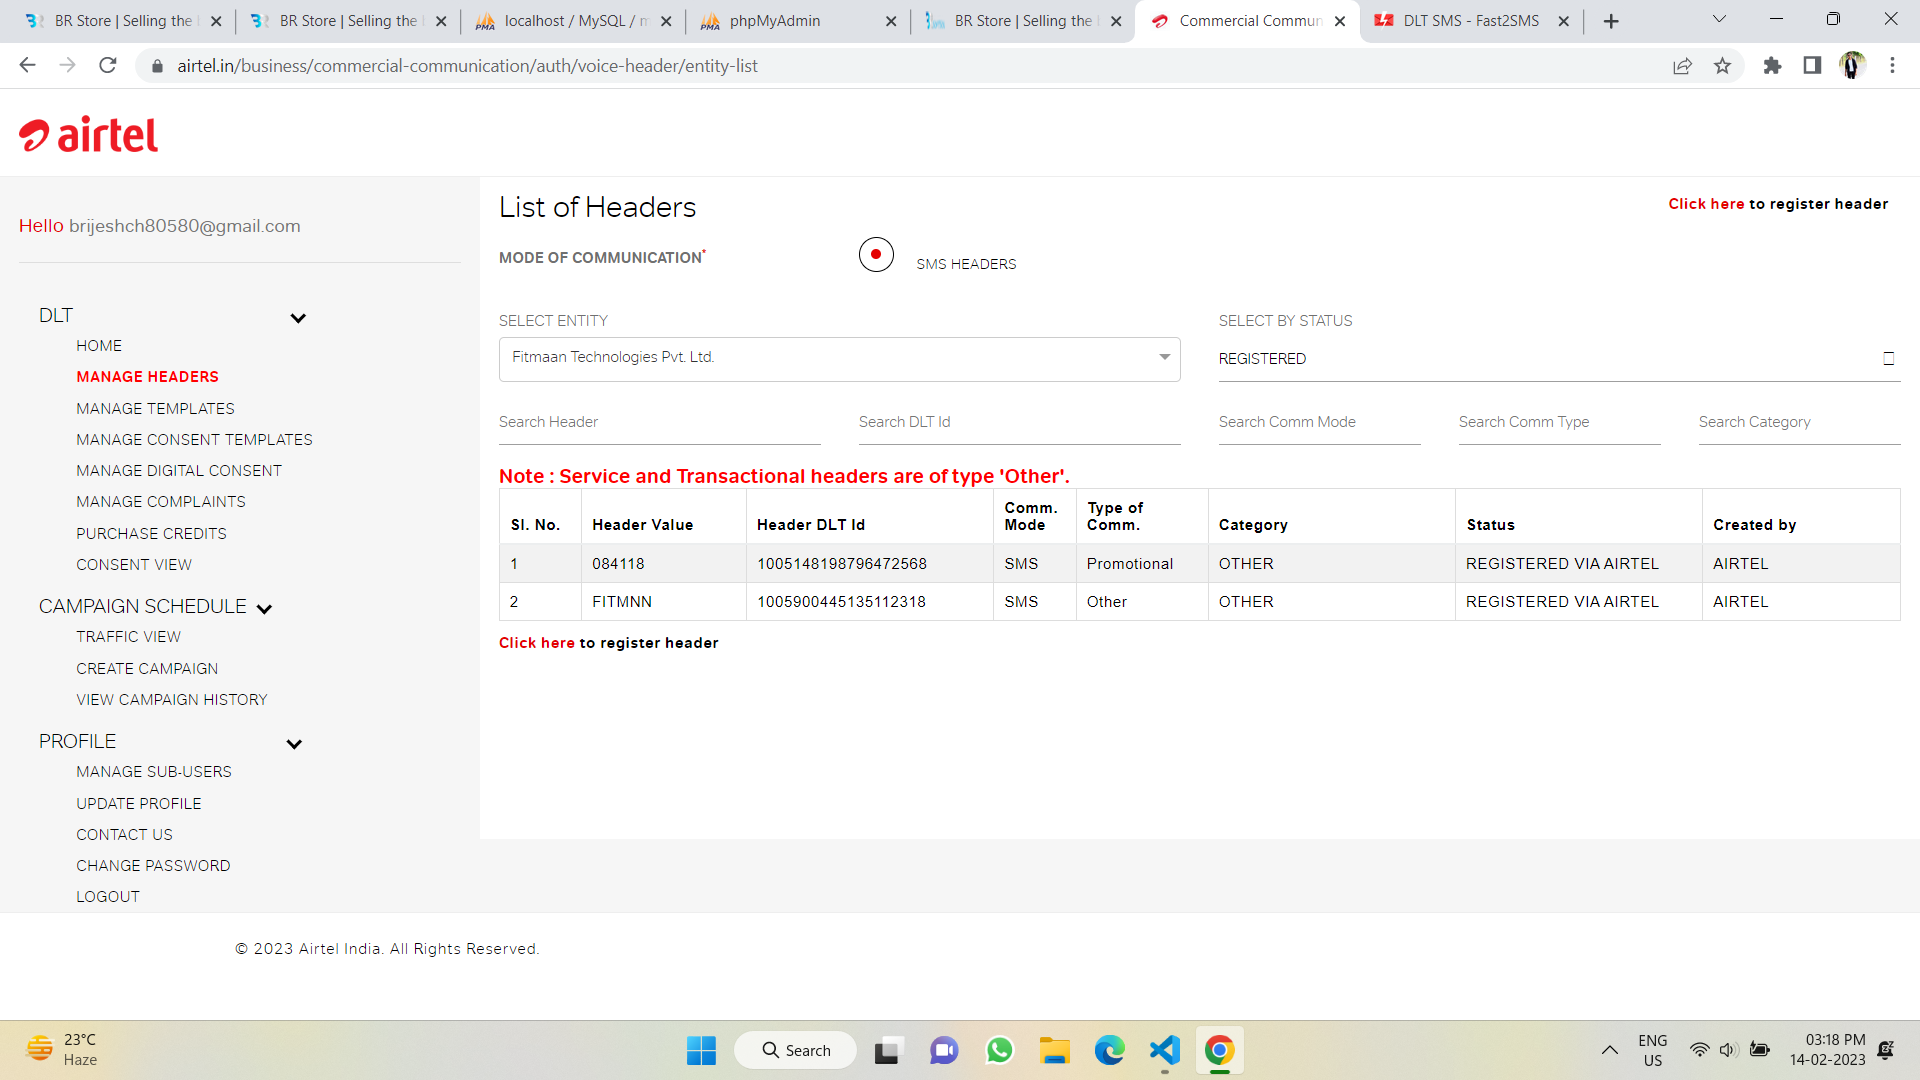 BR Store | Selling the
BR Store | Selling the
localhost / MySQL / m
phpMyAdmin
BR Store | Selling the
Commercial Commun
DLT SMS - Fast2SMS
airtel.in/business/commercial-communication/auth/voice-header/entity-list
airtel
Hello brijeshch80580@gmail.com
DLT
HOME
MANAGE HEADERS
MANAGE TEMPLATES
MANAGE CONSENT TEMPLATES
MANAGE DIGITAL CONSENT
MANAGE COMPLAINTS
PURCHASE CREDITS
CONSENT VIEW
CAMPAIGN SCHEDULE
TRAFFIC VIEW
CREATE CAMPAIGN
VIEW CAMPAIGN HISTORY
PROFILE
MANAGE SUB-USERS
UPDATE PROFILE
CONTACT US
CHANGE PASSWORD
LOGOUT
List of Headers
Click here to register header
MODE OF COMMUNICATION*
SMS HEADERS
SELECT ENTITY
SELECT BY STATUS
Fitmaan Technologies Pvt. Ltd.
REGISTERED
Search Header
Search DLT Id
Search Comm Mode
Search Comm Type
Search Category
Note : Service and Transactional headers are of type 'Other'.
Sl. No. Header Value Header DLT Id Comm. Mode Type of Comm. Category Status Created by
1 084118 1005148198796472568 SMS Promotional OTHER REGISTERED VIA AIRTEL AIRTEL
2 FITMNN 1005900445135112318 SMS Other OTHER REGISTERED VIA AIRTEL AIRTEL
Click here to register header
© 2023 Airtel India. All Rights Reserved.
23°C
Haze
Search
ENG
US
03:18 PM
14-02-2023